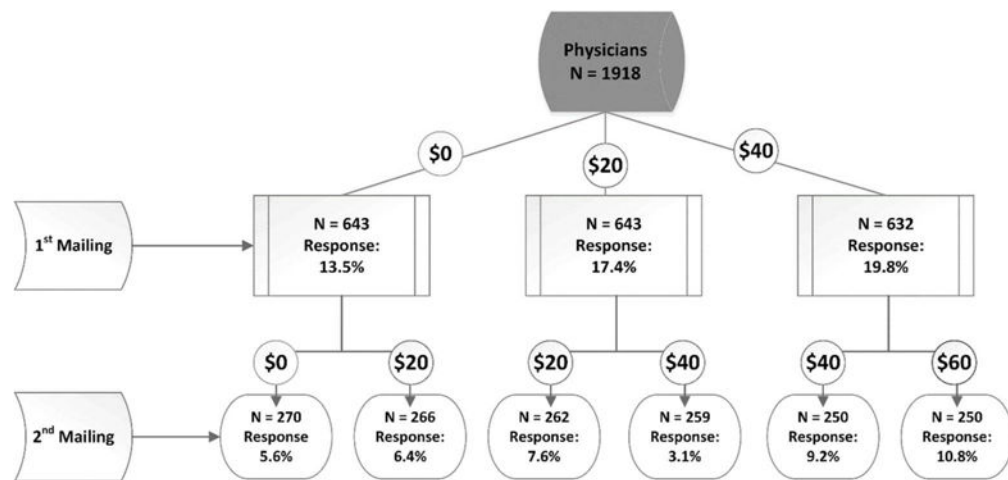 Physicians
N = 1918
$0
$20
$40
1st Mailing
N = 643
Response:
13.5%
N = 643
Response:
17.4%
N = 632
Response:
19.8%
$0
$20
$20
$40
$40
$60
2nd Mailing
N = 270
Response
5.6%
N = 266
Response:
6.4%
N = 262
Response:
7.6%
N = 259
Response:
3.1%
N = 250
Response:
9.2%
N = 250
Response:
10.8%